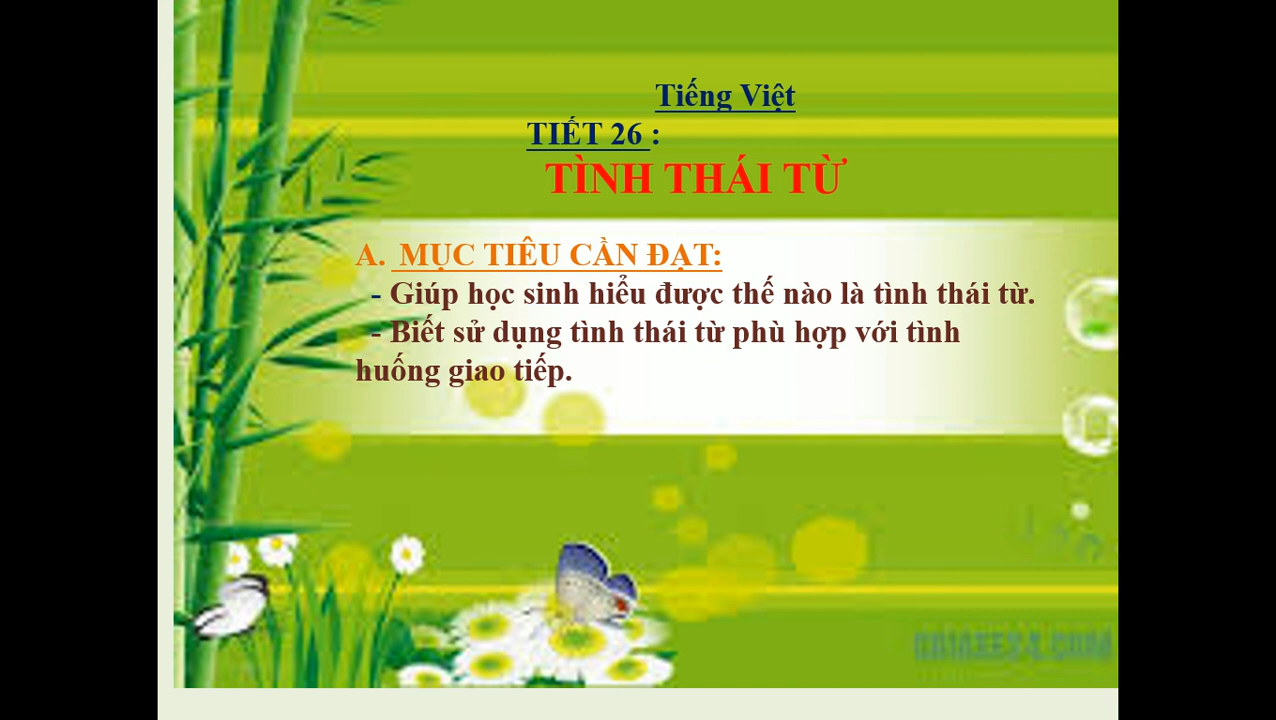 Tiếng Việt
TIẾT 26 :
TÌNH THÁI TỪ
A. MỤC TIÊU CẦN ĐẠT:
- Giúp học sinh hiểu được thế nào là tình thái từ.
- Biết sử dụng tình thái từ phù hợp với tình
huống giao tiếp.